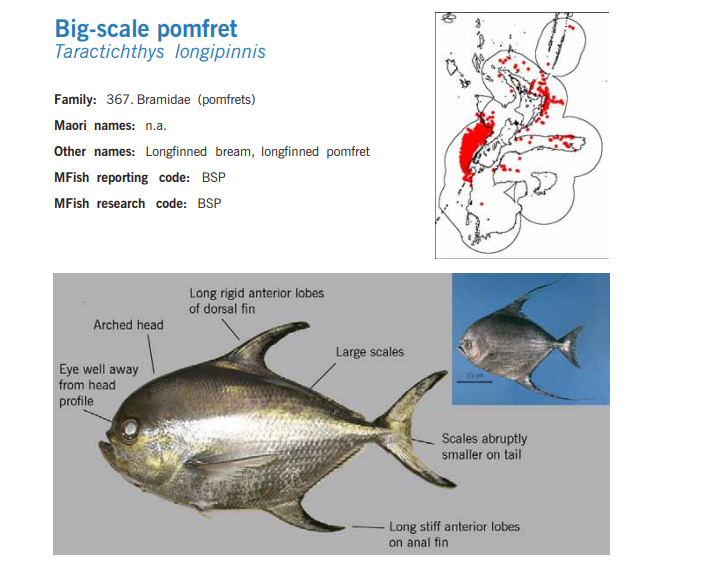 Big-scale pomfret
Taractichthys longipinnis
Family: 367. Bramidae (pomfrets)
Maori names: n.a.
Other names: Longfinned bream, longfinned pomfret
MFish reporting code: BSP
MFish research code: BSP
Long rigid anterior lobes
of dorsal fin
Arched head
Large scales
Eye well away
from head
profile
Scales abruptly
smaller on tail
Long stiff anterior lobes
on anal fin